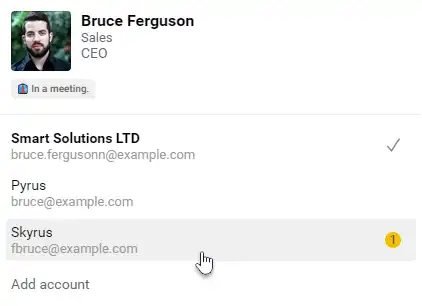 Bruce Ferguson
Sales
CEO
In a meeting.
Smart Solutions LTD
bruce.fergusonn@example.com
Pyrus
bruce@example.com
Skyrus
1
fbruce@example.com
Add account